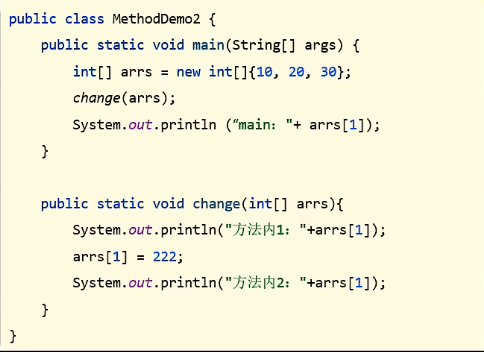 public class MethodDemo2 {
public static void main(String[] args) {
int[] arrs = new int[]{10, 20, 30};
change(arrs);
System.out.println (“main："+ arrs[1]);
}
public static void change(int[] arrs){
System.out.println("方法内1："+arrs[1]);
arrs[1] = 222;
System.out.println("方法内2："+arrs[1]);
}
}